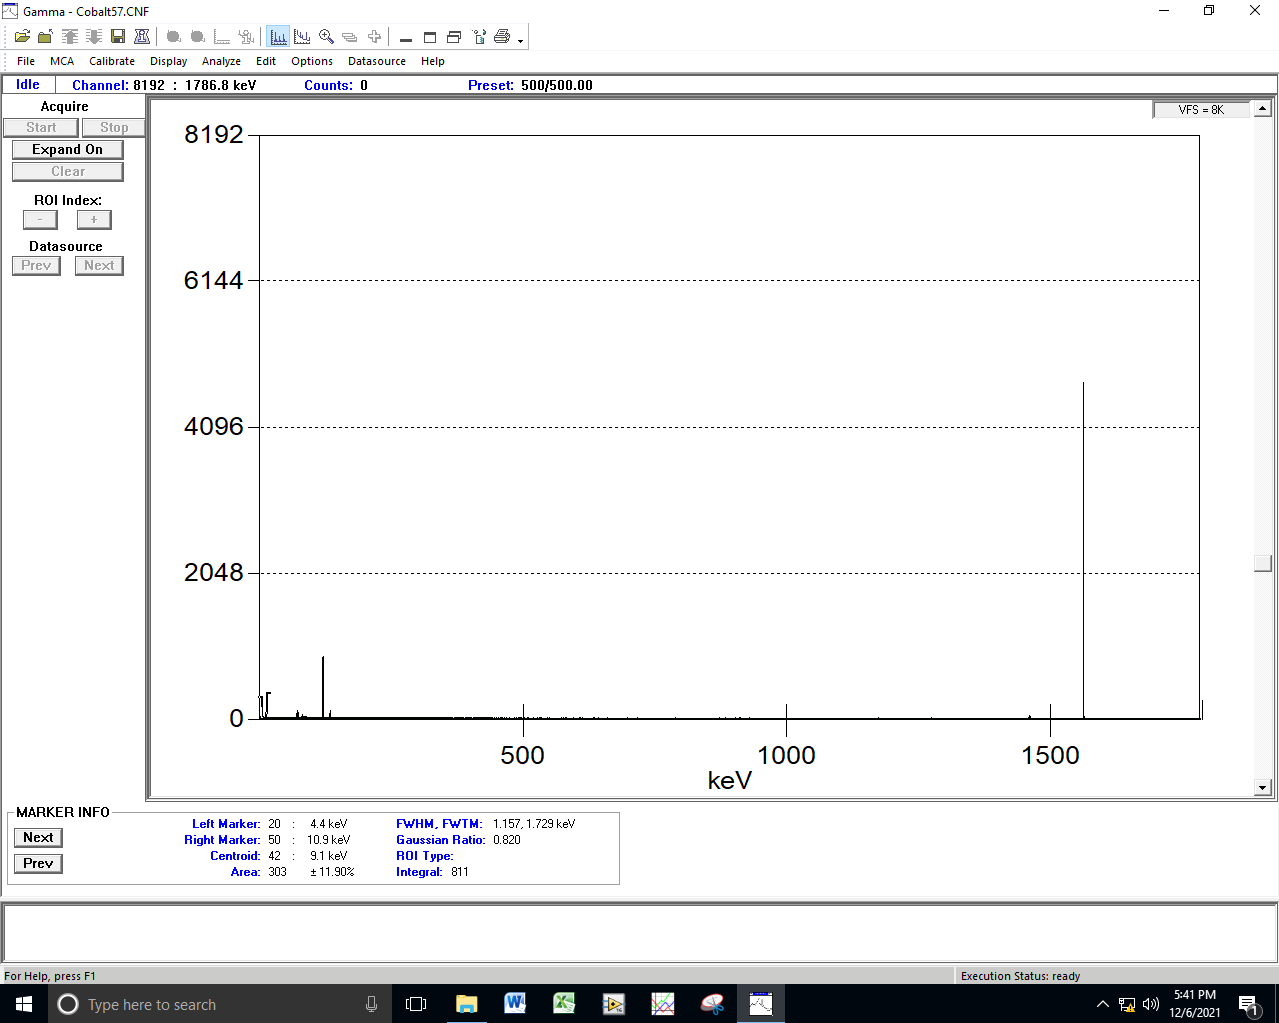 Gamma - Cobalt57.CNF
File MCA Calibrate Display Analyze Edit Options Datasource Help
Idle Channel: 8192 : 1786.8 keV Counts: 0 Preset: 500/500.00
Acquire
Start Stop
Expand On
Clear
ROI Index:
- +
Datasource
Prev Next
VFS = 8K
8192
6144
4096
2048
0
500 1000 1500
keV
MARKER INFO
Next
Prev
Left Marker: 20 : 4.4 keV FWHM, FWTM: 1.157, 1.729 keV
Right Marker: 50 : 10.9 keV Gaussian Ratio: 0.820
Centroid: 42 : 9.1 keV ROI Type:
Area: 303 ± 11.90% Integral: 811
For Help, press F1 Execution Status: ready
Type here to search
5:41 PM
12/6/2021
1